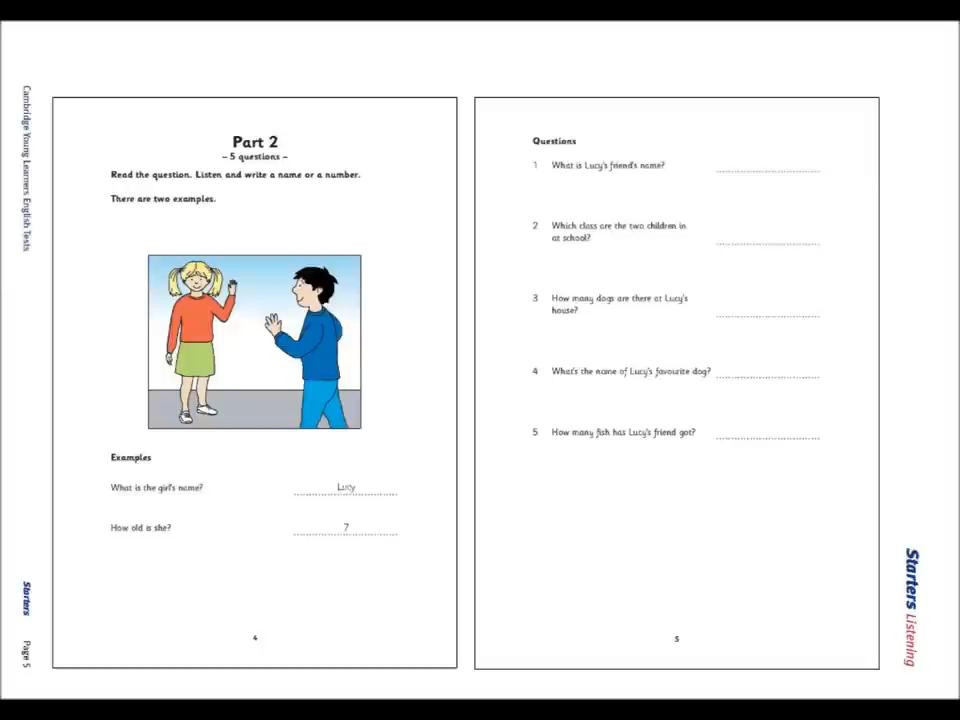 Cambridge Young Learners English Tests
Starters
Page 5
Part 2
– 5 questions –
Read the question. Listen and write a name or a number.
There are two examples.
Examples
What is the girl's name?
Lucy
How old is she?
7
4
Questions
1 What is Lucy's friend's name?
2 Which class are the two children in
at school?
3 How many dogs are there at Lucy's
house?
4 What's the name of Lucy's favourite dog?
5 How many fish has Lucy's friend got?
5
Starters Listening